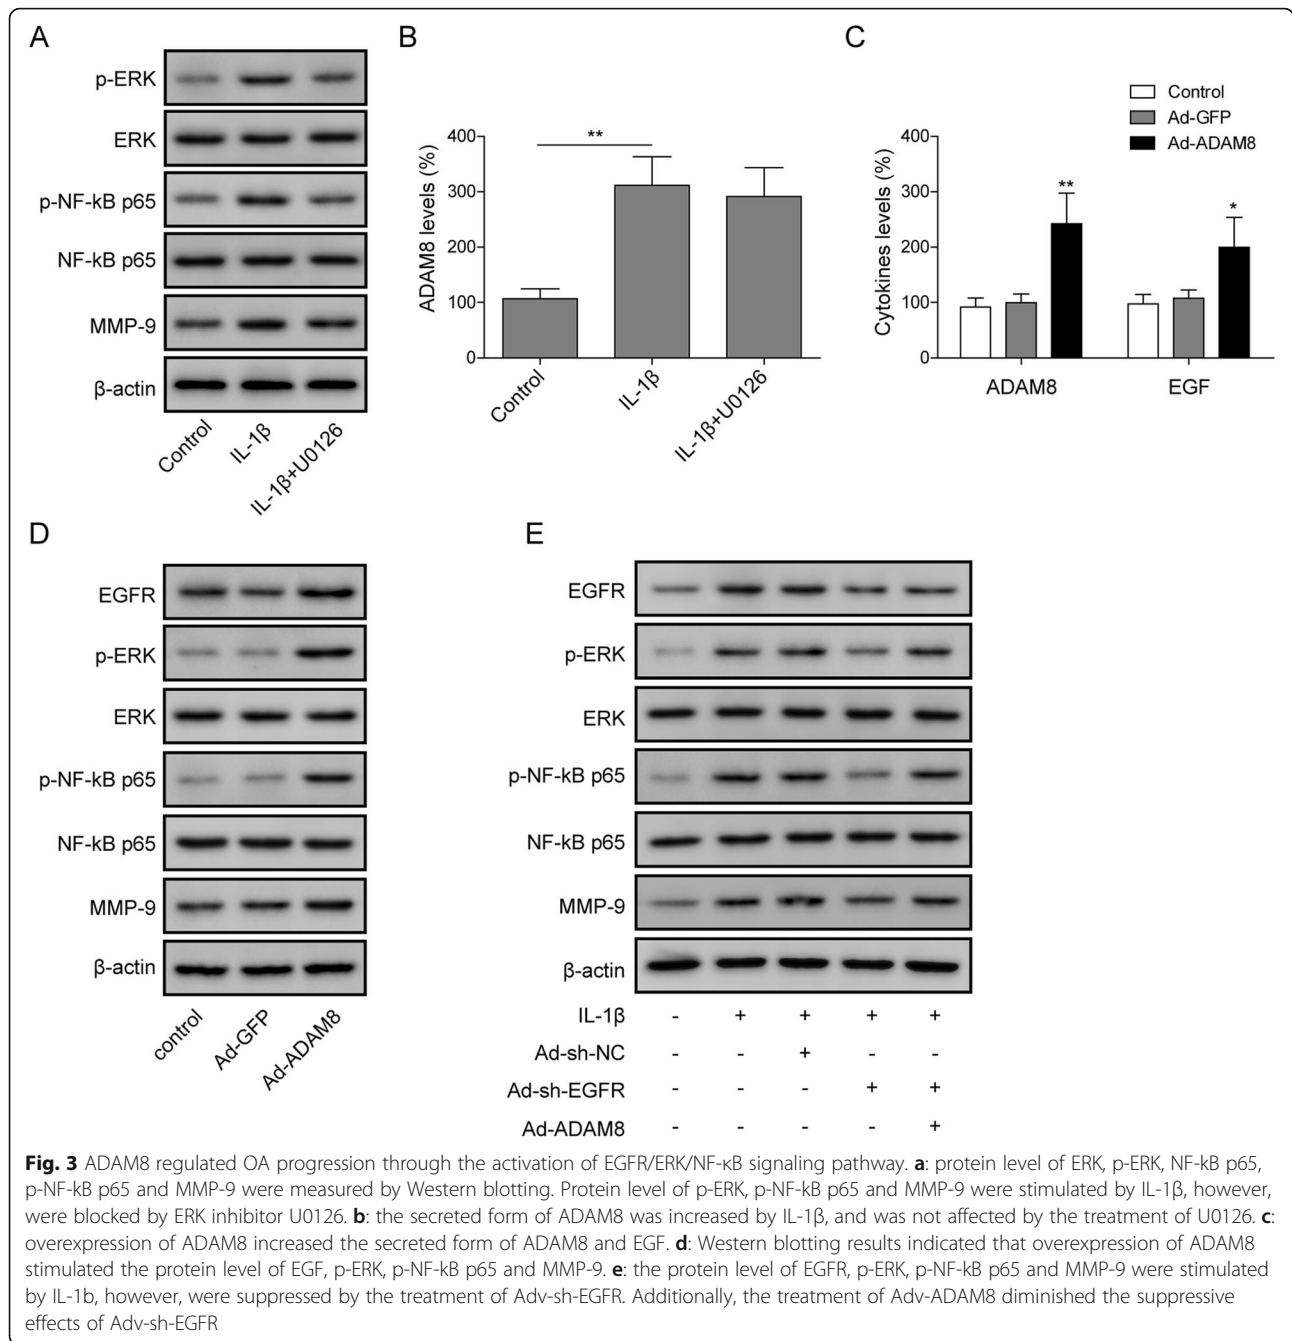 A
p-ERK
ERK
p-NF-kB p65
NF-kB p65
MMP-9
β-actin
Control
IL-1β
IL-1β+U0126
B
ADAM8 levels (%)
400
300
200
100
0
**
Control
IL-1β
IL-1β+U0126
C
Control
Ad-GFP
Ad-ADAM8
Cytokines levels (%)
400
300
200
100
0
**
*
ADAM8
EGF
D
EGFR
p-ERK
ERK
p-NF-kB p65
NF-kB p65
MMP-9
β-actin
control
Ad-GFP
Ad-ADAM8
E
EGFR
p-ERK
ERK
p-NF-kB p65
NF-kB p65
MMP-9
β-actin
IL-1β - + + + +
Ad-sh-NC - - + - -
Ad-sh-EGFR - - - + +
Ad-ADAM8 - - - - +
Fig. 3 ADAM8 regulated OA progression through the activation of EGFR/ERK/NF-κB signaling pathway. a: protein level of ERK, p-ERK, NF-kB p65,
p-NF-kB p65 and MMP-9 were measured by Western blotting. Protein level of p-ERK, p-NF-kB p65 and MMP-9 were stimulated by IL-1β, however,
were blocked by ERK inhibitor U0126. b: the secreted form of ADAM8 was increased by IL-1β, and was not affected by the treatment of U0126. c:
overexpression of ADAM8 increased the secreted form of ADAM8 and EGF. d: Western blotting results indicated that overexpression of ADAM8
stimulated the protein level of EGF, p-ERK, p-NF-kB p65 and MMP-9. e: the protein level of EGFR, p-ERK, p-NF-kB p65 and MMP-9 were stimulated
by IL-1b, however, were suppressed by the treatment of Adv-sh-EGFR. Additionally, the treatment of Adv-ADAM8 diminished the suppressive
effects of Adv-sh-EGFR